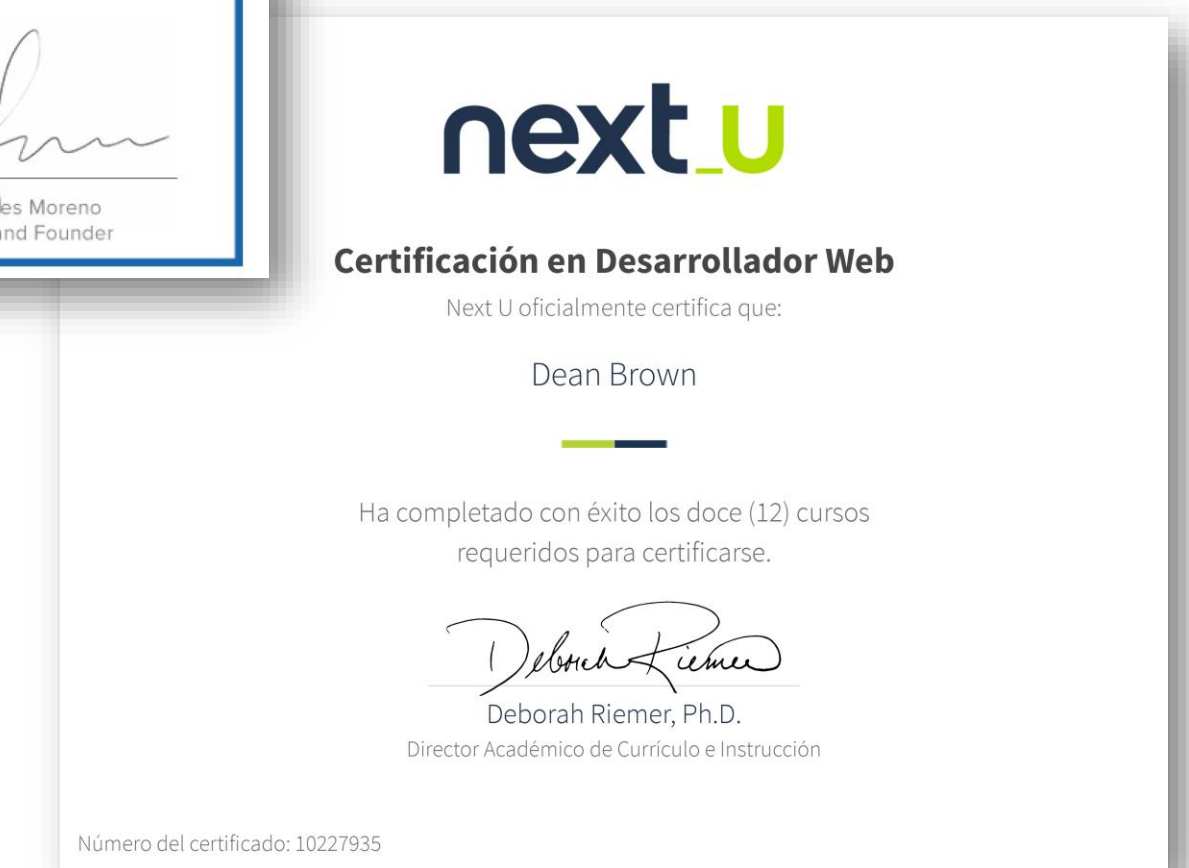 Moreno
and Founder
next_u
Certificación en Desarrollador Web
Next U oficialmente certifica que:
Dean Brown
Ha completado con éxito los doce (12) cursos
requeridos para certificarse.
Deborah Riemer
Deborah Riemer, Ph.D.
Director Académico de Currículo e Instrucción
Número del certificado: 10227935